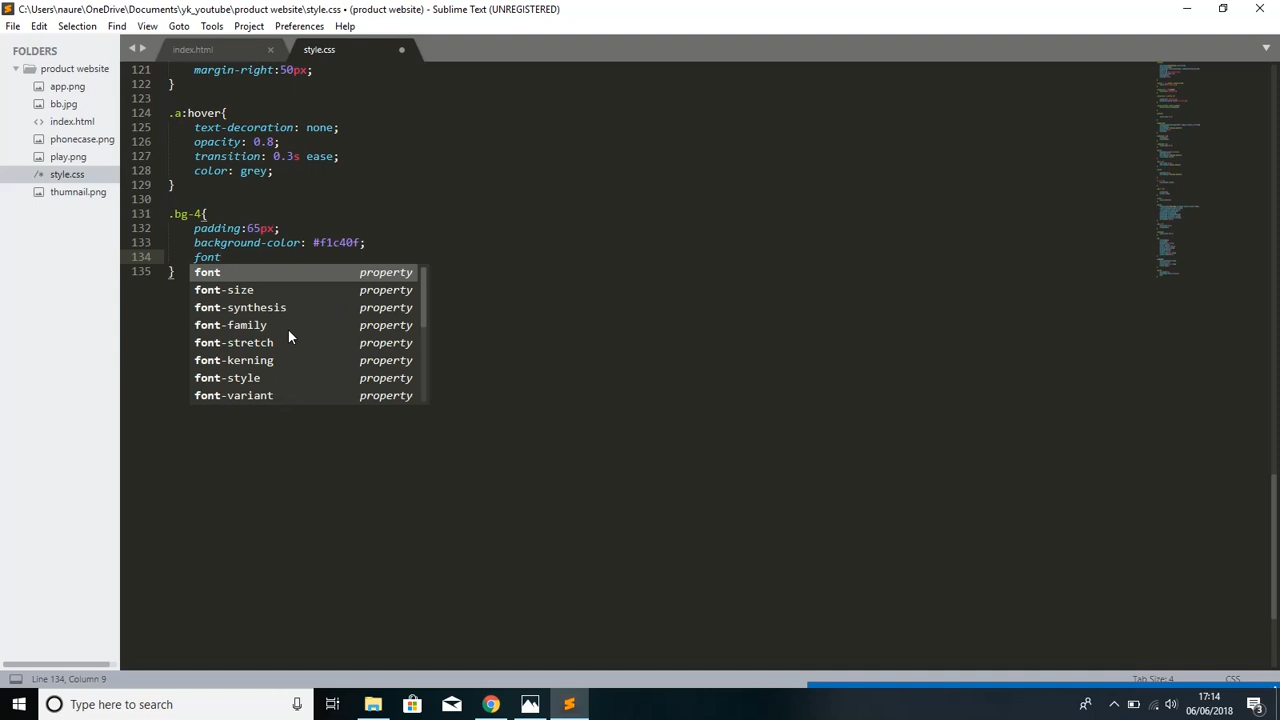 C:\Users\naure\OneDrive\Documents\yk_youtube\product website\style.css • (product website) - Sublime Text (UNREGISTERED)
File Edit Selection Find View Goto Tools Project Preferences Help
FOLDERS
product website
app.png
bb.jpg
<> index.html
phonecase.png
play.png
/* style.css
thumnail.png
index.html ×
style.css
121 margin-right:50px;
122 }
123
124 .a:hover{
125 text-decoration: none;
126 opacity: 0.8;
127 transition: 0.3s ease;
128 color: grey;
129 }
130
131 .bg-4{
132 padding:65px;
133 background-color: #f1c40f;
134 font
135 }
font property
font-size property
font-synthesis property
font-family property
font-stretch property
font-kerning property
font-style property
font-variant property
Line 134, Column 9
Tab Size: 4
CSS
Type here to search
17:14
06/06/2018
3